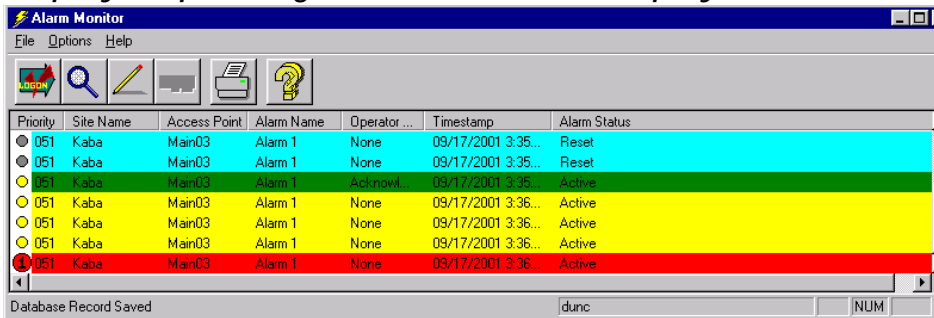 Alarm Monitor
File Options Help
LOGON
Priority Site Name Access Point Alarm Name Operator ... Timestamp Alarm Status
051 Kaba Main03 Alarm 1 None 09/17/2001 3:35... Reset
051 Kaba Main03 Alarm 1 None 09/17/2001 3:35... Reset
051 Kaba Main03 Alarm 1 Acknowl... 09/17/2001 3:35... Active
051 Kaba Main03 Alarm 1 None 09/17/2001 3:36... Active
051 Kaba Main03 Alarm 1 None 09/17/2001 3:36... Active
051 Kaba Main03 Alarm 1 None 09/17/2001 3:36... Active
1 051 Kaba Main03 Alarm 1 None 09/17/2001 3:36... Active
Database Record Saved dunc NUM